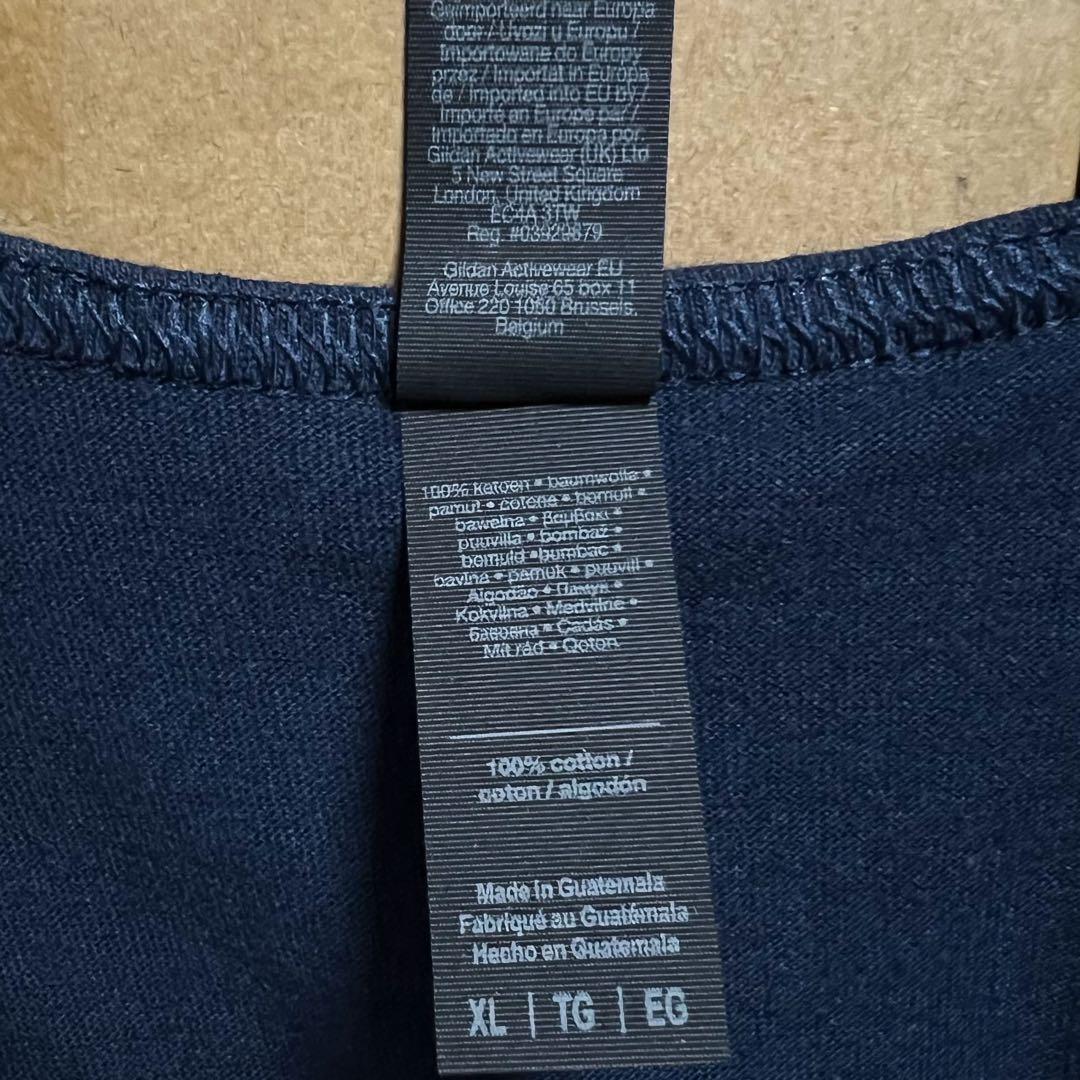 Geïmporteerd naar Europa
door / Uvozi u Europu /
Importowane do Europy
przez / Importat in Europa
de / Imported into EU by /
Importé en Europe par /
Importado en Europa por
Gildan Activewear (UK) Ltd
5 New Street Square
London, United Kingdom
EC4A 3TW
Reg. #03929679
Gildan Activewear EU
Avenue Louise 65 box 11
Office 220 1050 Brussels,
Belgium
100% katoen • baumwolle •
pamut • cotone • bomull •
bawełna • βαμβακι •
puuvilla • bombaž •
bomuld • bumbac •
bavlna • pamuk • puuvill •
Algodão • Памук •
Kokvilna • Medvilnė •
бавовна • Cadás •
Mit rád • Qoton
100% cotton /
coton / algodón
Made in Guatemala
Fabriqué au Guatémala
Hecho en Guatemala
XL | TG | EG